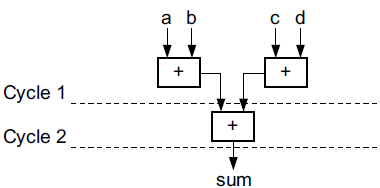 a b c d
+ +
Cycle 1
+
Cycle 2
sum